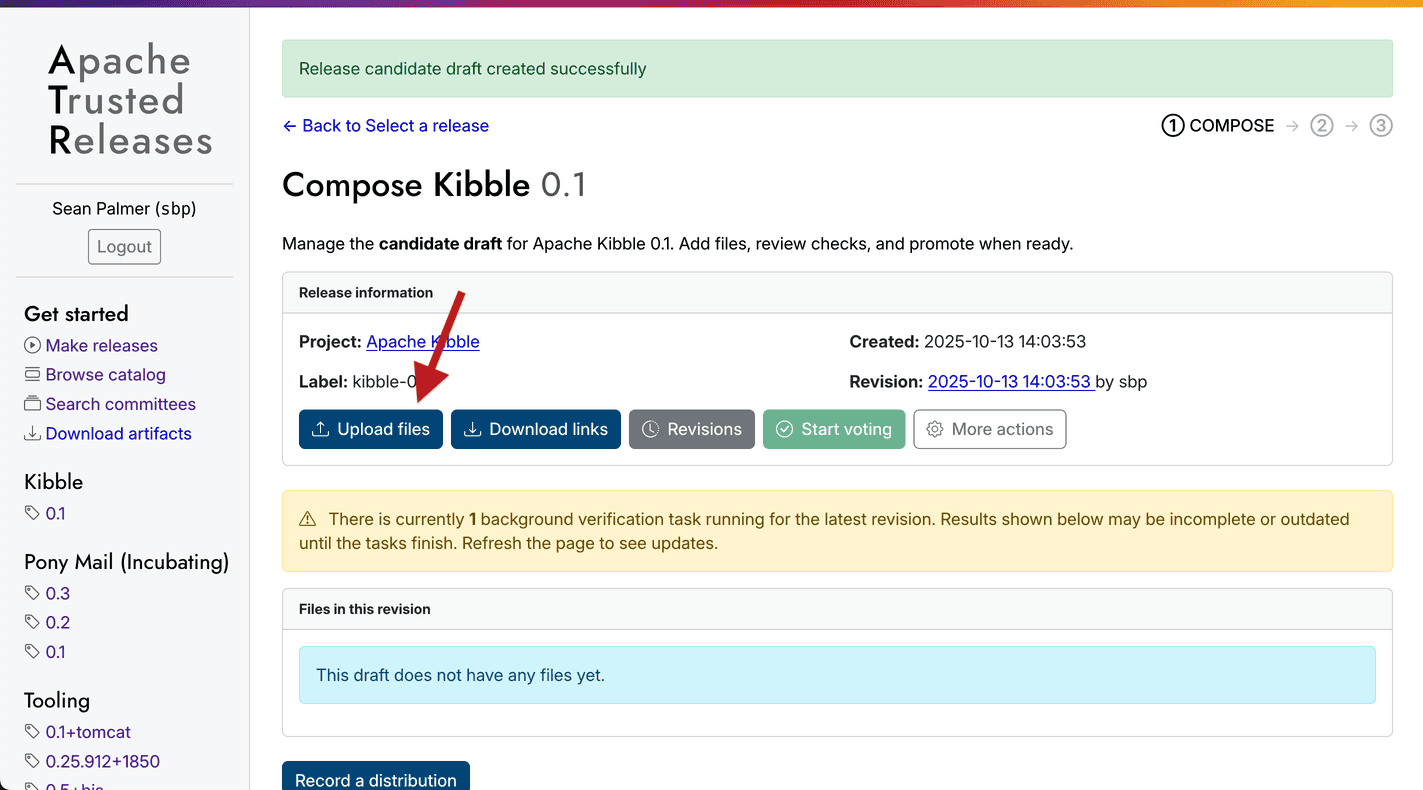 Apache
Trusted
Releases
Sean Palmer (sbp)
Logout
Get started
Make releases
Browse catalog
Search committees
Download artifacts
Kibble
0.1
Pony Mail (Incubating)
0.3
0.2
0.1
Tooling
0.1+tomcat
0.25.912+1850
Release candidate draft created successfully
← Back to Select a release
1 COMPOSE → 2 → 3
Compose Kibble 0.1
Manage the candidate draft for Apache Kibble 0.1. Add files, review checks, and promote when ready.
Release information
Project: Apache Kibble
Created: 2025-10-13 14:03:53
Label: kibble-0
Revision: 2025-10-13 14:03:53 by sbp
Upload files
Download links
Revisions
Start voting
More actions
There is currently 1 background verification task running for the latest revision. Results shown below may be incomplete or outdated
until the tasks finish. Refresh the page to see updates.
Files in this revision
This draft does not have any files yet.
Record a distribution